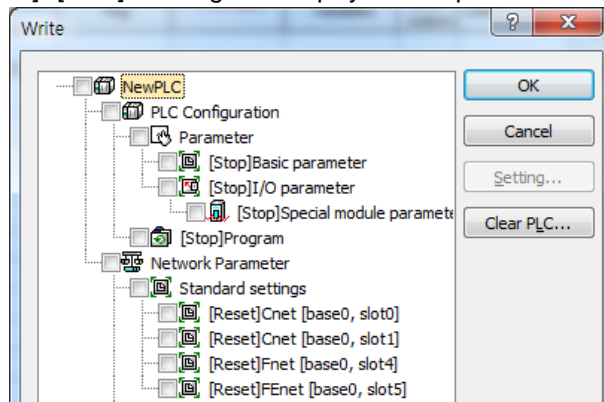 Write
?
X
NewPLC
OK
PLC Configuration
Parameter
Cancel
[Stop]Basic parameter
[Stop]I/O parameter
Setting...
[Stop]Special module paramete
Clear PLC...
[Stop]Program
Network Parameter
Standard settings
[Reset]Cnet [base0, slot0]
[Reset]Cnet [base0, slot1]
[Reset]Fnet [base0, slot4]
[Reset]FEnet [base0, slot5]